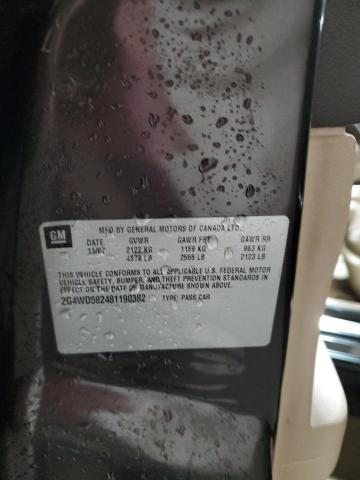 GM
MFD BY GENERAL MOTORS OF CANADA LTD.
DATE GVWR GAWR FRT GAWR RR
11/07 2122 KG 1159 KG 963 KG
4678 LB 2555 LB 2123 LB
THIS VEHICLE CONFORMS TO ALL APPLICABLE U.S. FEDERAL MOTOR
VEHICLE SAFETY, BUMPER, AND THEFT PREVENTION STANDARDS IN
EFFECT ON THE DATE OF MANUFACTURE SHOWN ABOVE.
2G4WD582481190382 TYPE: PASS CAR